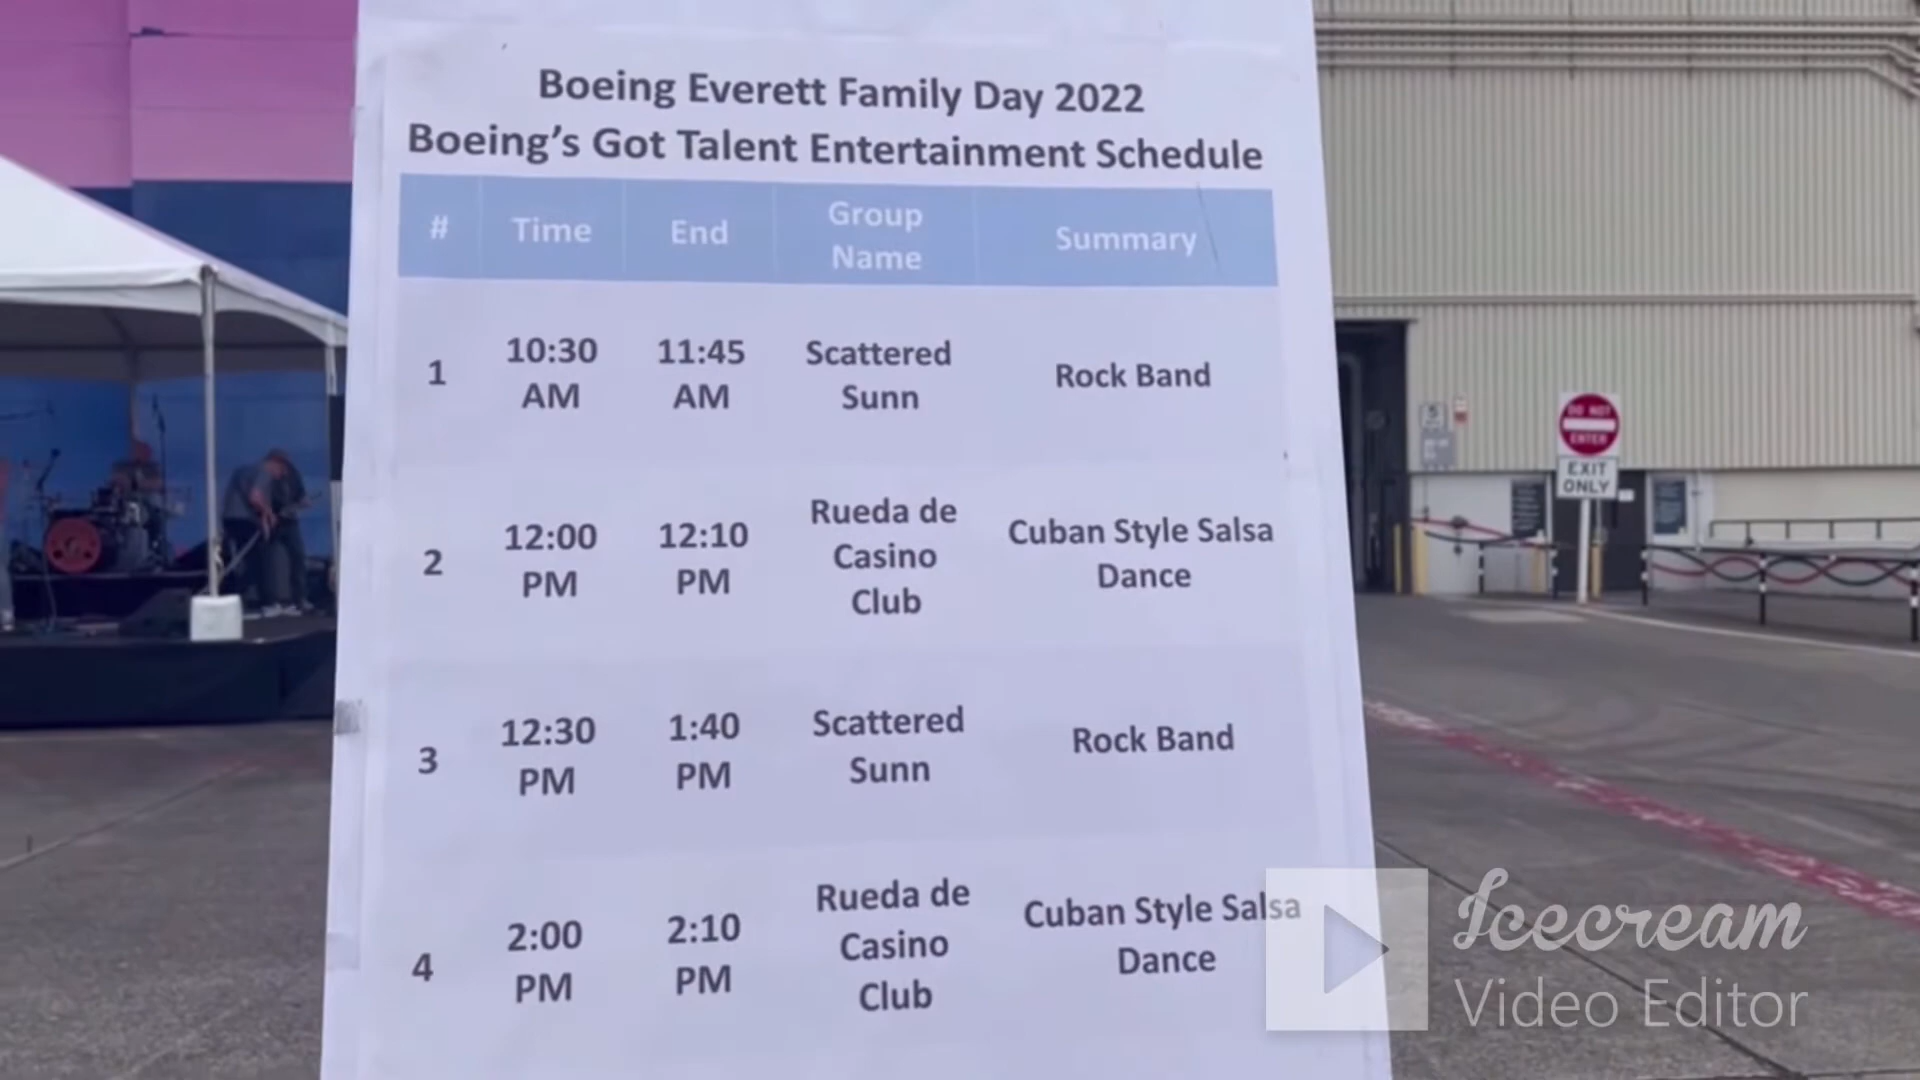 Boeing Everett Family Day 2022
Boeing's Got Talent Entertainment Schedule
# Time End Group Name Summary
1 10:30 AM 11:45 AM Scattered Sunn Rock Band
2 12:00 PM 12:10 PM Rueda de Casino Club Cuban Style Salsa Dance
3 12:30 PM 1:40 PM Scattered Sunn Rock Band
4 2:00 PM 2:10 PM Rueda de Casino Club Cuban Style Salsa Dance
DO NOT
ENTER
EXIT
ONLY
Icecream
Video Editor